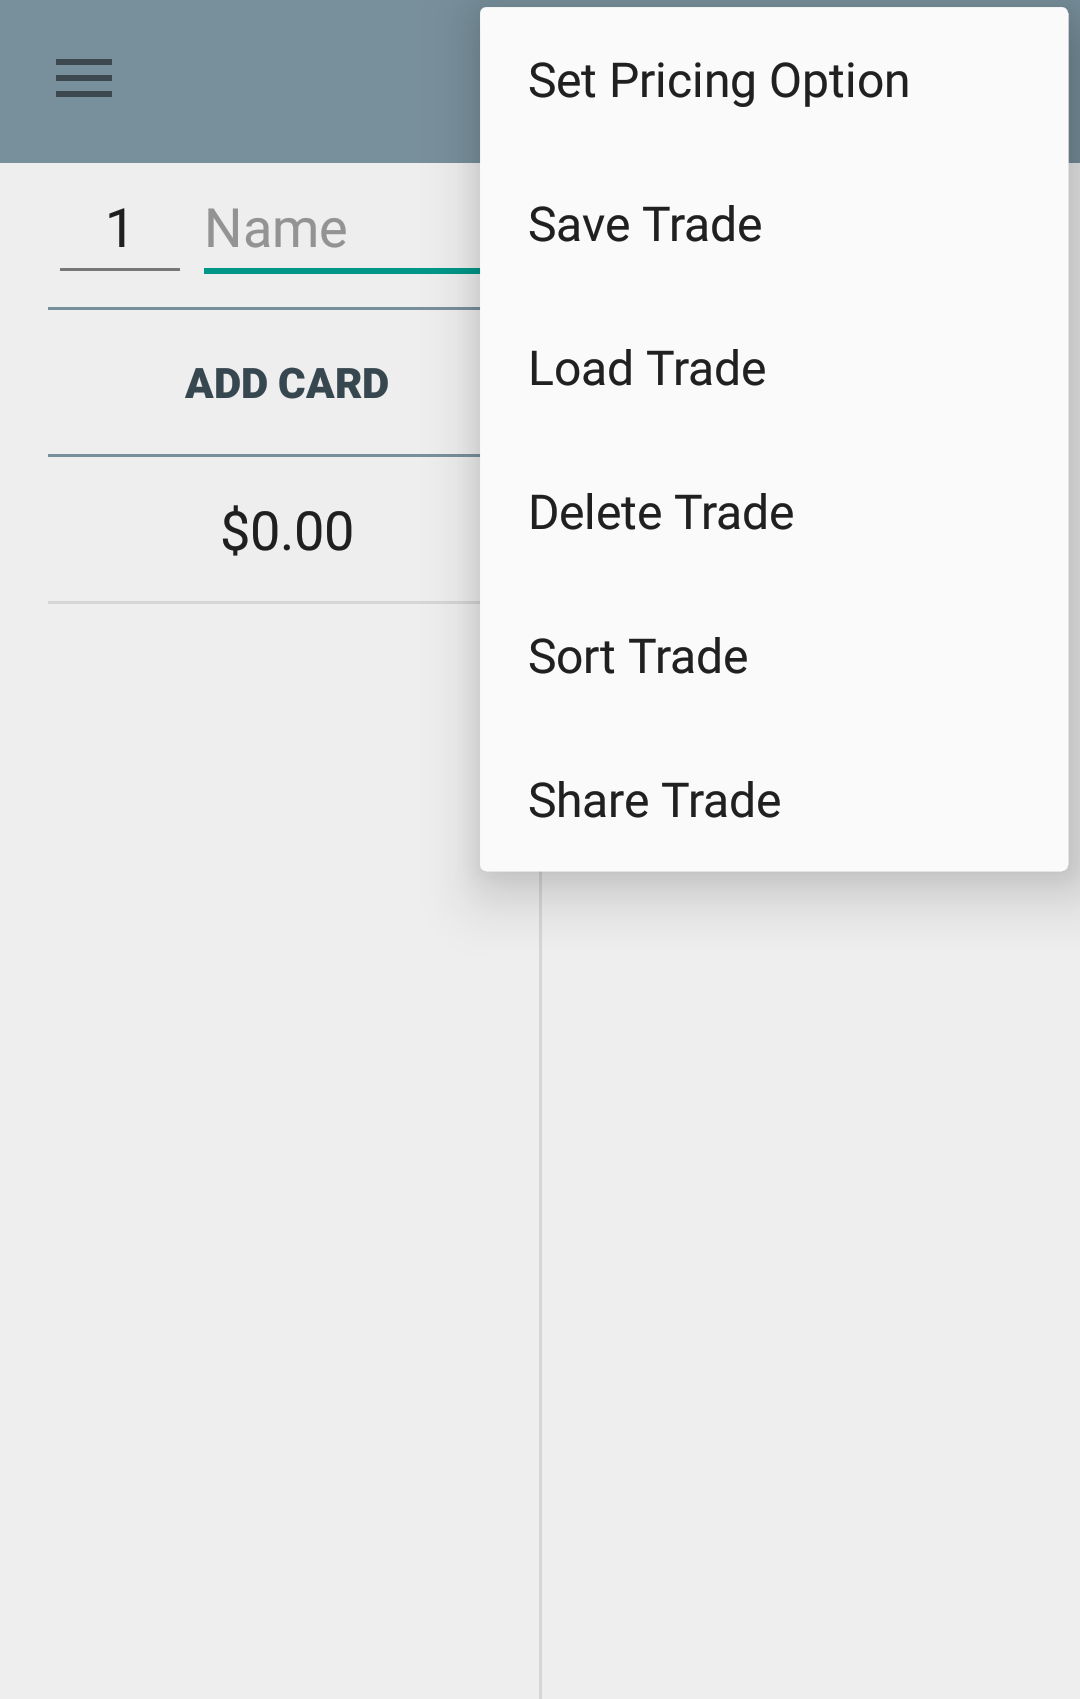 1 Name
ADD CARD
$0.00
Set Pricing Option
Save Trade
Load Trade
Delete Trade
Sort Trade
Share Trade